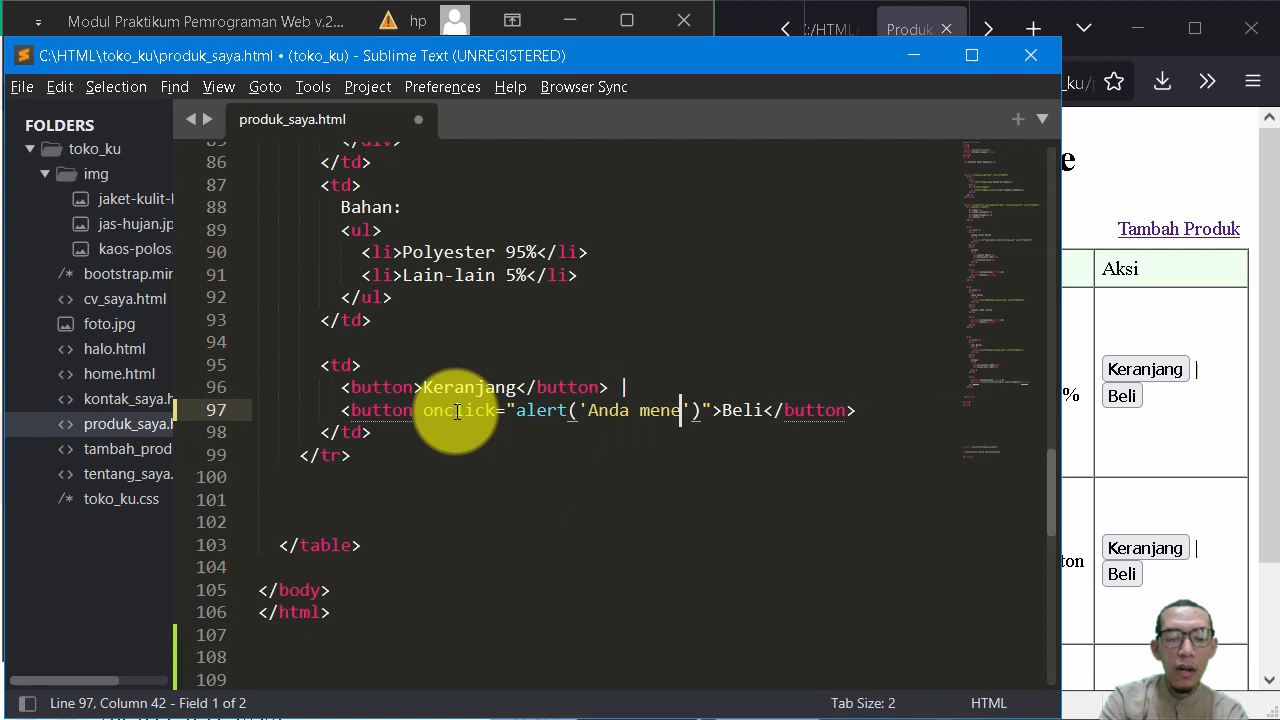 Modul Praktikum Pemrograman Web v.2... hp
C:/HTML/ Produk
C:\HTML\toko_ku\produk_saya.html • (toko_ku) - Sublime Text (UNREGISTERED)
File Edit Selection Find View Goto Tools Project Preferences Help Browser Sync
FOLDERS
toko_ku
img
jaket-kulit-l
jas-hujan.jp
kaos-polos
bootstrap.mir
cv_saya.html
foto.jpg
halo.html
home.html
kontak_saya.h
produk_saya.h
tambah_prod
tentang_saya.
toko_ku.css
produk_saya.html
85 </div>
86 </td>
87 <td>
88 Bahan:
89 <ul>
90 <li>Polyester 95%</li>
91 <li>Lain-lain 5%</li>
92 </ul>
93 </td>
94
95 <td>
96 <button>Keranjang</button> |
97 <button onclick="alert('Anda mene')">Beli</button>
98 </td>
99 </tr>
100
101
102
103 </table>
104
105 </body>
106 </html>
107
108
109
_ku/
e
Tambah Produk
Aksi
Keranjang |
% Beli
Keranjang |
ton Beli
Line 97, Column 42 - Field 1 of 2 Tab Size: 2 HTML